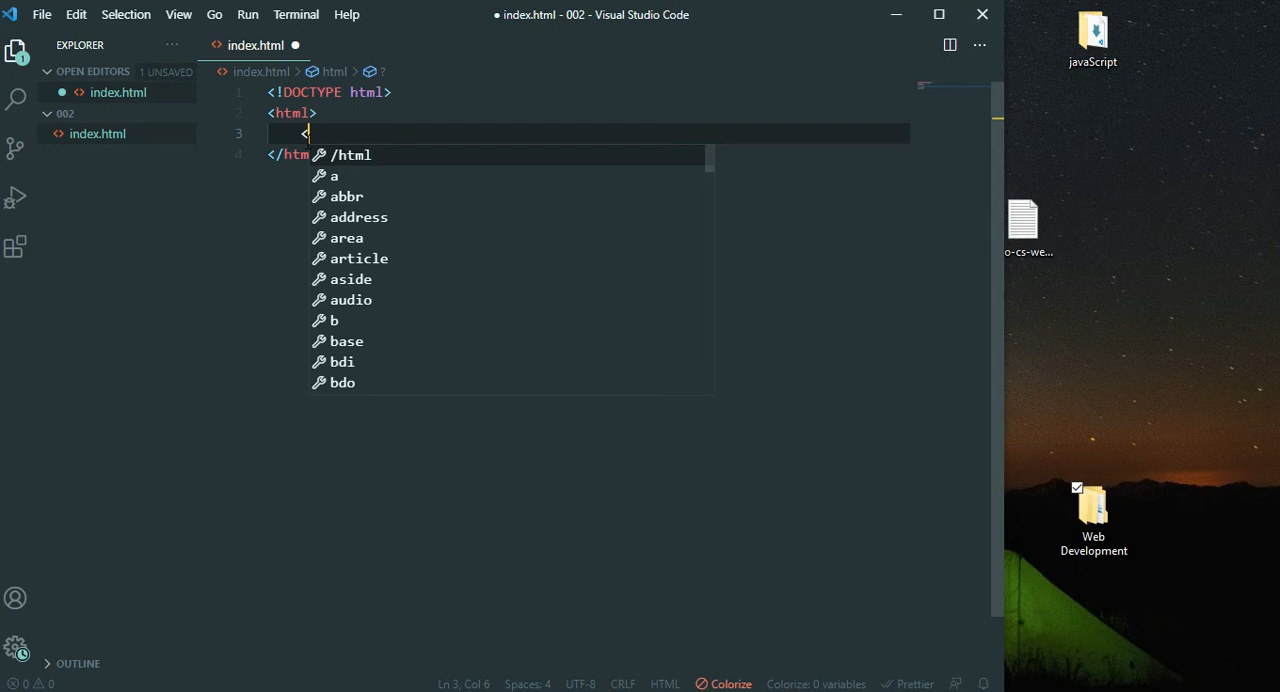 File Edit Selection View Go Run Terminal Help
● index.html - 002 - Visual Studio Code
EXPLORER
OPEN EDITORS 1 UNSAVED
index.html
002
index.html
OUTLINE
1
index.html
index.html > html > ?
1 <!DOCTYPE html>
2 <html>
3 <
4 </htm
/html
a
abbr
address
area
article
aside
audio
b
base
bdi
bdo
0 0
Ln 3, Col 6 Spaces: 4 UTF-8 CRLF HTML Colorize Colorize: 0 variables Prettier
javaScript
o-cs-we...
Web
Development